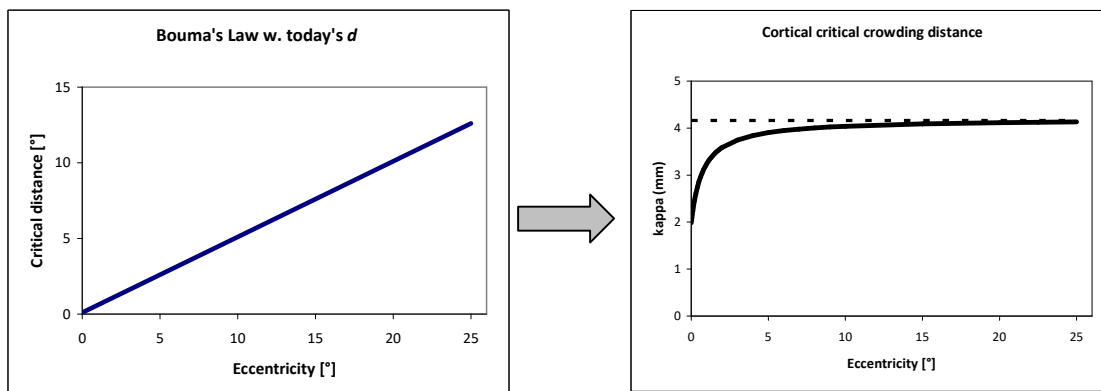 Bouma's Law w. today's d
15
10
5
0
0 5 10 15 20 25
Critical distance [°]
Eccentricity [°]
Cortical critical crowding distance
5
4
3
2
1
0
0 5 10 15 20 25
kappa (mm)
Eccentricity [°]